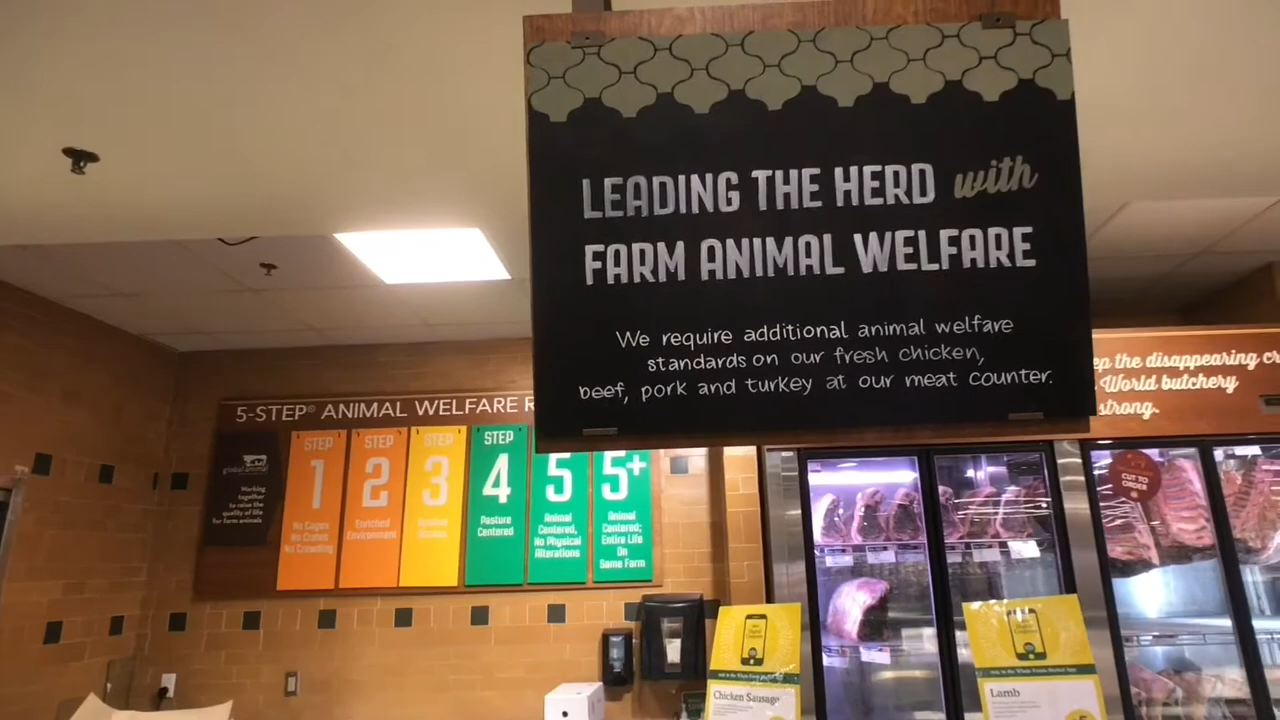 LEADING THE HERD with
FARM ANIMAL WELFARE
We require additional animal welfare
standards on our fresh chicken,
beef, pork and turkey at our meat counter.
5-STEP® ANIMAL WELFARE R
global animal
Working
together
to raise the
quality of life
for farm animals
STEP
1
No Cages
No Crates
No Crowding
STEP
2
Enriched
Environment
STEP
3
STEP
4
Pasture
Centered
5
Animal
Centered,
No Physical
Alterations
5+
Animal
Centered;
Entire Life
On
Same Farm
ep the disappearing cr
World butchery
strong.
CUT TO
ORDER
Chicken Sausage
Lamb